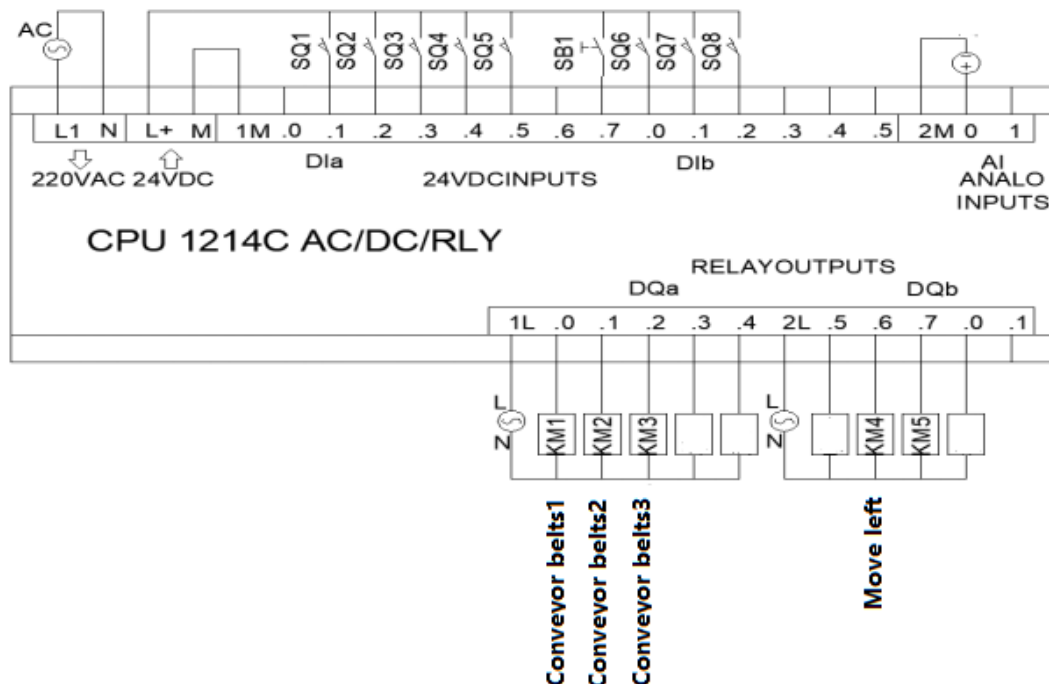 AC
SQ1
SQ2
SQ3
SQ4
SQ5
SB1
SQ6
SQ7
SQ8
L1 N L+ M 1M .0 .1 .2 .3 .4 .5 .6 .7 .0 .1 .2 .3 .4 .5 2M 0 1
DIa DIb AI
220VAC 24VDC 24VDCINPUTS ANALO
INPUTS
CPU 1214C AC/DC/RLY
RELAYOUTPUTS
DQa DQb
1L .0 .1 .2 .3 .4 2L .5 .6 .7 .0 .1
L
N
KM1
KM2
KM3
L
N
KM4
KM5
Convevor belts1
Convevor belts2
Convevor belts3
Move left